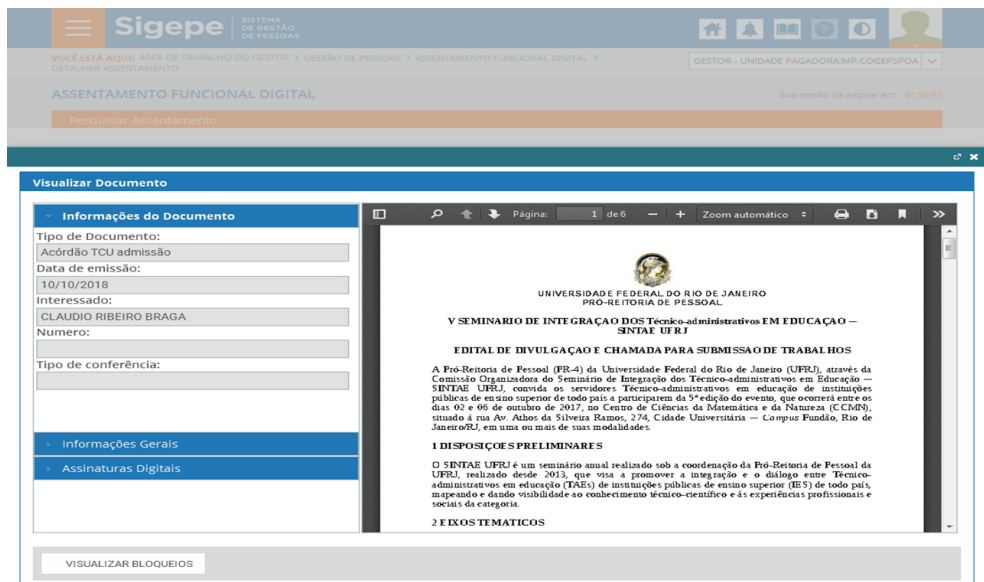 Sigepe
SISTEMA
DE GESTÃO
DE PESSOAS
VOCÊ ESTÁ AQUI: ÁREA DE TRABALHO DO GESTOR > GESTÃO DE PESSOAS > ASSENTAMENTO FUNCIONAL DIGITAL >
DETALHAR ASSENTAMENTO
GESTOR - UNIDADE PAGADORA:MP:COGEPSPOA
ASSENTAMENTO FUNCIONAL DIGITAL
Sua sessão irá expirar em: 01:59:53
Pesquisar Assentamento
Visualizar Documento
Informações do Documento
Tipo de Documento:
Acórdão TCU admissão
Data de emissão:
10/10/2018
Interessado:
CLAUDIO RIBEIRO BRAGA
Numero:
Tipo de conferência:
Informações Gerais
Assinaturas Digitais
Página: 1 de 6 Zoom automático
UNIVERSIDADE FEDERAL DO RIO DE JANEIRO
PRÓ-REITORIA DE PESSOAL
V SEMINARIO DE INTEGRAÇAO DOS Técnico-administrativos EM EDUCAÇAO —
SINTAE UFRJ
EDITAL DE DIVULGAÇAO E CHAMADA PARA SUBMISSAO DE TRABALHOS
A Pró-Reitoria de Pessoal (PR-4) da Universidade Federal do Rio de Janeiro (UFRJ), através da
Comissão Organizadora do Seminário de Integração dos Técnico-administrativos em Educação —
SINTAE UFRJ, convida os servidores Técnico-administrativos em educação de instituições
públicas de ensino superior de todo país a participarem da 5ª edição do evento, que ocorrerá entre os
dias 02 e 06 de outubro de 2017, no Centro de Ciências da Matemática e da Natureza (CCMN),
situado á rua Av. Athos da Silveira Ramos, 274, Cidade Universitária — Campus Fundão, Rio de
Janeiro/RJ, em uma ou mais de suas modalidades.
1 DISPOSIÇOES PRELIMINARES
O SINTAE UFRJ é um seminário anual realizado sob a coordenação da Pró-Reitoria de Pessoal da
UFRJ, realizado desde 2013, que visa a promover a integração e o diálogo entre Técnico-
administrativos em educação (TAEs) de instituições públicas de ensino superior (IES) de todo país,
mapeando e dando visibilidade ao conhecimento técnico-científico e ás experiências profissionais e
sociais da categoria.
2 EIXOS TEMATICOS
VISUALIZAR BLOQUEIOS